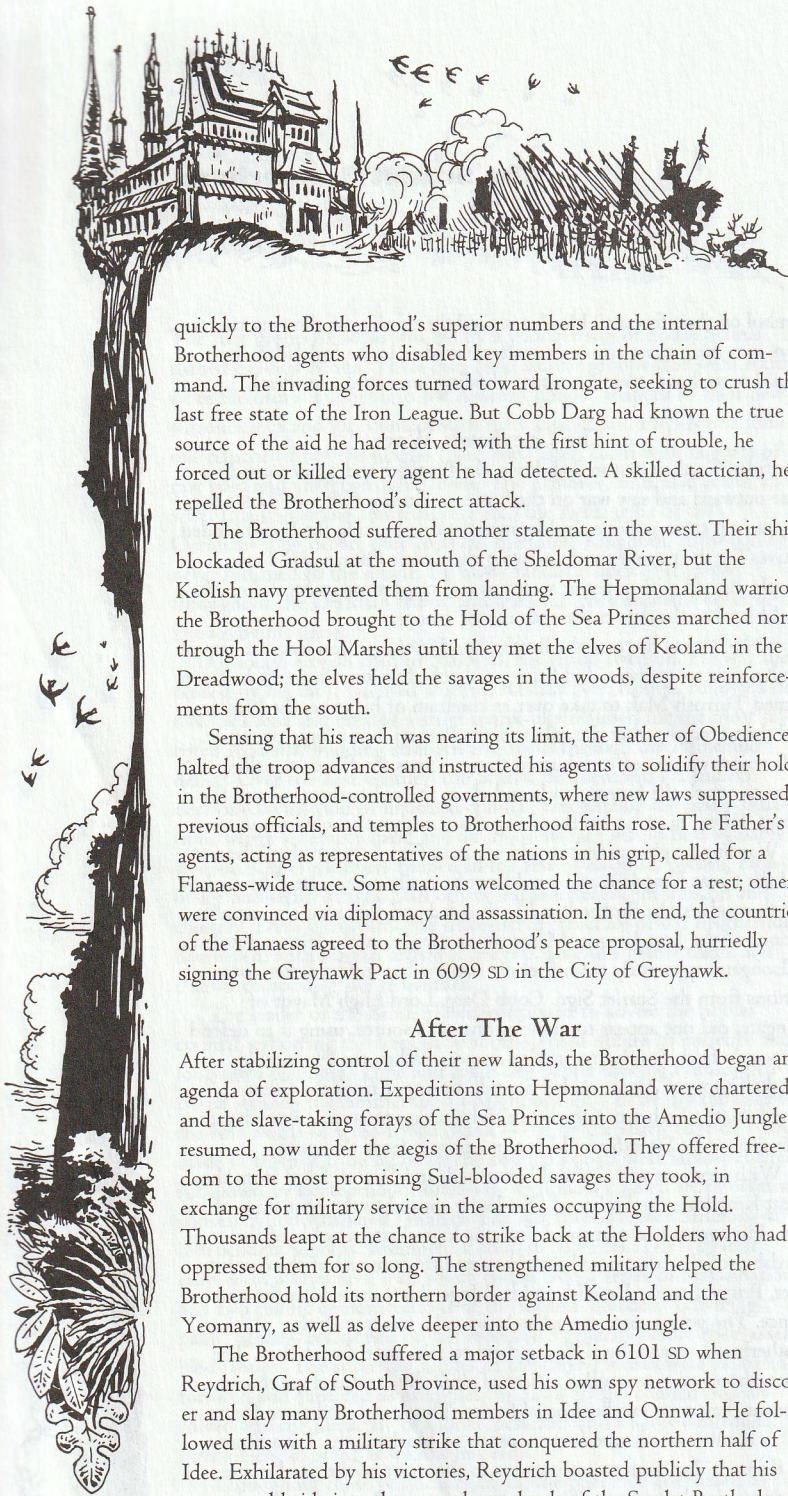 quickly to the Brotherhood's superior numbers and the internal
Brotherhood agents who disabled key members in the chain of com-
mand. The invading forces turned toward Irongate, seeking to crush th
last free state of the Iron League. But Cobb Darg had known the true
source of the aid he had received; with the first hint of trouble, he
forced out or killed every agent he had detected. A skilled tactician, he
repelled the Brotherhood's direct attack.
The Brotherhood suffered another stalemate in the west. Their shi
blockaded Gradsul at the mouth of the Sheldomar River, but the
Keolish navy prevented them from landing. The Hepmonaland warrio
the Brotherhood brought to the Hold of the Sea Princes marched nor
through the Hool Marshes until they met the elves of Keoland in the
Dreadwood; the elves held the savages in the woods, despite reinforce-
ments from the south.
Sensing that his reach was nearing its limit, the Father of Obedience
halted the troop advances and instructed his agents to solidify their hold
in the Brotherhood-controlled governments, where new laws suppressed
previous officials, and temples to Brotherhood faiths rose. The Father's
agents, acting as representatives of the nations in his grip, called for a
Flanaess-wide truce. Some nations welcomed the chance for a rest; other
were convinced via diplomacy and assassination. In the end, the countrie
of the Flanaess agreed to the Brotherhood's peace proposal, hurriedly
signing the Greyhawk Pact in 6099 SD in the City of Greyhawk.
After The War
After stabilizing control of their new lands, the Brotherhood began an
agenda of exploration. Expeditions into Hepmonaland were chartered
and the slave-taking forays of the Sea Princes into the Amedio Jungle
resumed, now under the aegis of the Brotherhood. They offered free-
dom to the most promising Suel-blooded savages they took, in
exchange for military service in the armies occupying the Hold.
Thousands leapt at the chance to strike back at the Holders who had
oppressed them for so long. The strengthened military helped the
Brotherhood hold its northern border against Keoland and the
Yeomanry, as well as delve deeper into the Amedio jungle.
The Brotherhood suffered a major setback in 6101 SD when
Reydrich, Graf of South Province, used his own spy network to disco
er and slay many Brotherhood members in Idee and Onnwal. He fol-
lowed this with a military strike that conquered the northern half of
Idee. Exhilarated by his victories, Reydrich boasted publicly that his